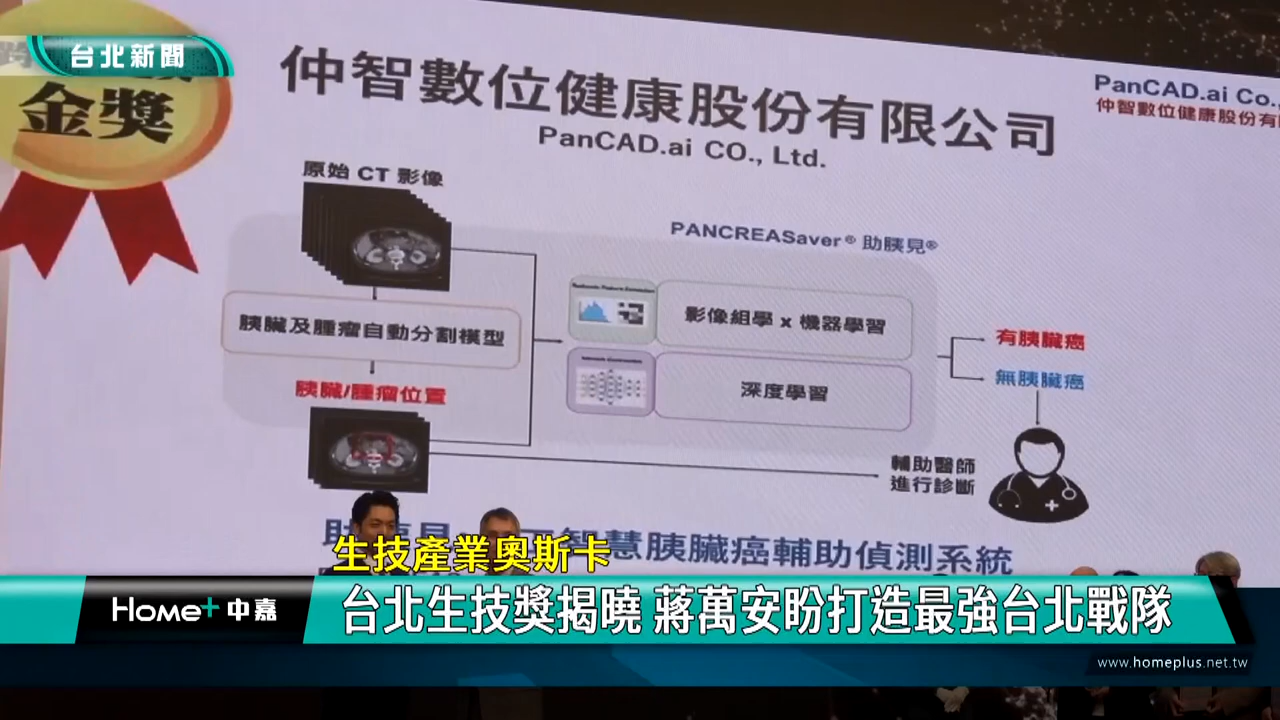 台北新聞
金獎
仲智數位健康股份有限公司
PanCAD.ai CO., Ltd.
PanCAD.ai Co.,
仲智數位健康股份有
原始 CT 影像
PANCREASaver® 助胰見®
胰臟及腫瘤自動分割模型
影像組學 x 機器學習
深度學習
有胰臟癌
無胰臟癌
胰臟/腫瘤位置
輔助醫師
進行診斷
智慧胰臟癌輔助偵測系統
生技產業奧斯卡
Home+ 中嘉
台北生技獎揭曉 蔣萬安盼打造最強台北戰隊
www.homeplus.net.tw